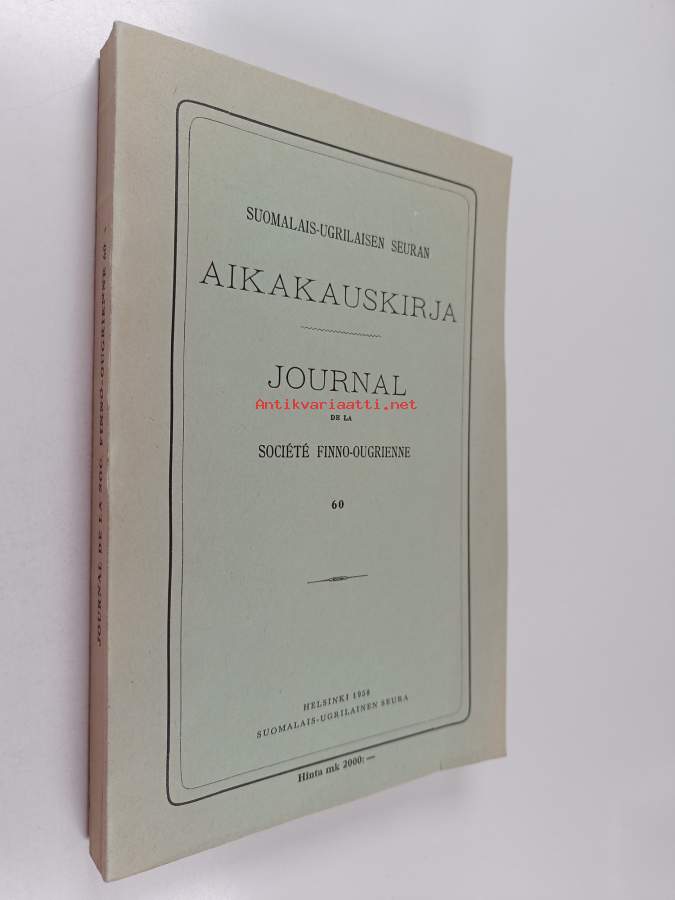 SUOMALAIS-UGRILAISEN SEURAN
AIKAKAUSKIRJA
JOURNAL
Antikvariaatti.net
DE LA
SOCIÉTÉ FINNO-OUGRIENNE
60
HELSINKI 1958
SUOMALAIS-UGRILAINEN SEURA
Hinta mk 2000:—
JOURNAL DE LA SOC. FINNO-OUGRIENNE 60